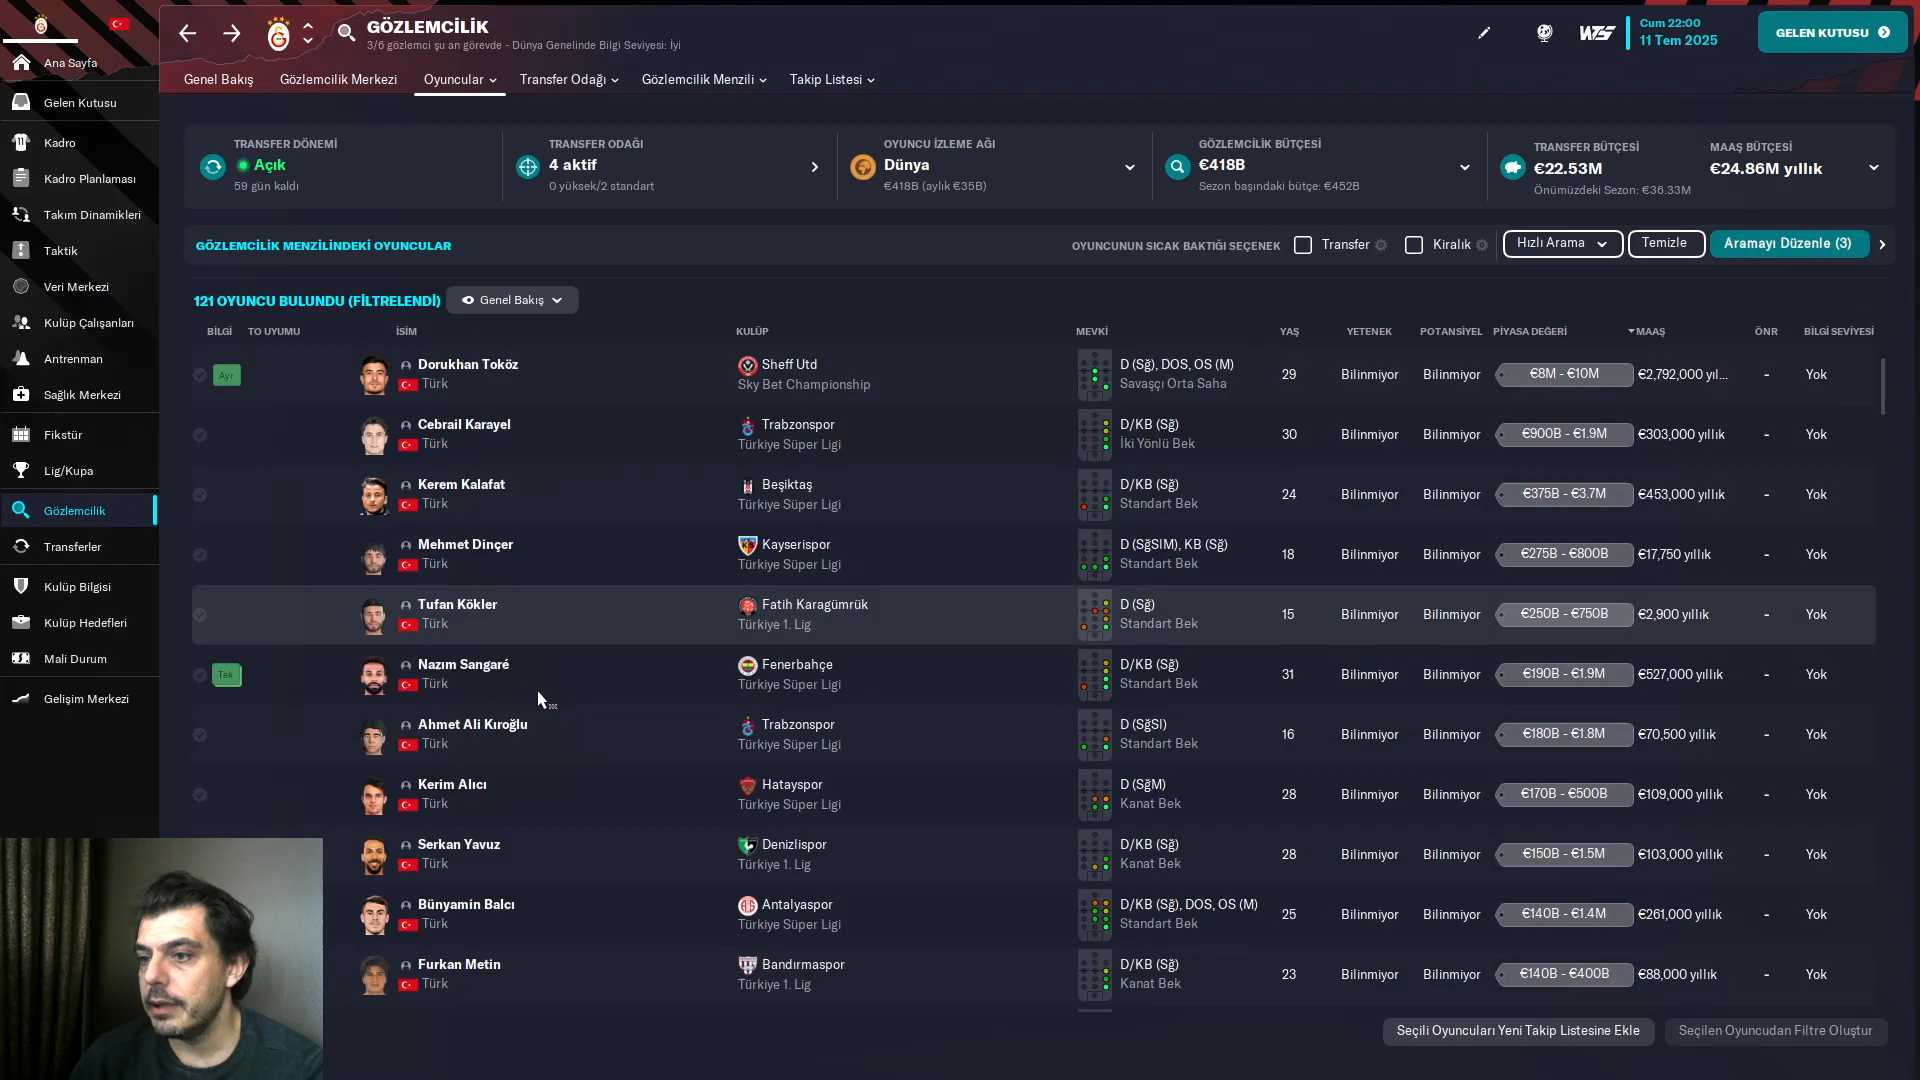 GÖZLEMCİLİK
3/6 gözlemci şu an görevde - Dünya Genelinde Bilgi Seviyesi: İyi
Cum 22:00
11 Tem 2025
GELEN KUTUSU
Genel Bakış
Gözlemcilik Merkezi
Oyuncular
Transfer Odağı
Gözlemcilik Menzili
Takip Listesi
Ana Sayfa
Gelen Kutusu
Kadro
Kadro Planlaması
Takım Dinamikleri
Taktik
Veri Merkezi
Kulüp Çalışanları
Antrenman
Sağlık Merkezi
Fikstür
Lig/Kupa
Gözlemcilik
Transferler
Kulüp Bilgisi
Kulüp Hedefleri
Mali Durum
Gelişim Merkezi
TRANSFER DÖNEMİ
Açık
59 gün kaldı
TRANSFER ODAĞI
4 aktif
0 yüksek/2 standart
OYUNCU İZLEME AĞI
Dünya
€418B (aylık €35B)
GÖZLEMCİLİK BÜTÇESİ
€418B
Sezon başındaki bütçe: €452B
TRANSFER BÜTÇESİ
€22.53M
Önümüzdeki Sezon: €36.33M
MAAŞ BÜTÇESİ
€24.86M yıllık
GÖZLEMCİLİK MENZİLİNDEKİ OYUNCULAR
OYUNCUNUN SICAK BAKTIĞI SEÇENEK
Transfer
Kiralık
Hızlı Arama
Temizle
Aramayı Düzenle (3)
121 OYUNCU BULUNDU (FİLTRELENDİ)
Genel Bakış
BİLGİ TO UYUMU İSİM KULÜP MEVKİ YAŞ YETENEK POTANSİYEL PİYASA DEĞERİ MAAŞ ÖNR BİLGİ SEVİYESİ
Ayr Dorukhan Toköz Sheff Utd D (Sğ), DOS, OS (M) 29 Bilinmiyor Bilinmiyor €8M - €10M €2,792,000 yıl... - Yok
Türk Sky Bet Championship Savaşçı Orta Saha
Cebrail Karayel Trabzonspor D/KB (Sğ) 30 Bilinmiyor Bilinmiyor €900B - €1.9M €303,000 yıllık - Yok
Türk Türkiye Süper Ligi İki Yönlü Bek
Kerem Kalafat Beşiktaş D/KB (Sğ) 24 Bilinmiyor Bilinmiyor €375B - €3.7M €453,000 yıllık - Yok
Türk Türkiye Süper Ligi Standart Bek
Mehmet Dinçer Kayserispor D (SğSlM), KB (Sğ) 18 Bilinmiyor Bilinmiyor €275B - €800B €17,750 yıllık - Yok
Türk Türkiye Süper Ligi Standart Bek
Tufan Kökler Fatih Karagümrük D (Sğ) 15 Bilinmiyor Bilinmiyor €250B - €750B €2,900 yıllık - Yok
Türk Türkiye 1. Lig Standart Bek
Tek Nazım Sangaré Fenerbahçe D/KB (Sğ) 31 Bilinmiyor Bilinmiyor €190B - €1.9M €527,000 yıllık - Yok
Türk Türkiye Süper Ligi Standart Bek
Ahmet Ali Kıroğlu Trabzonspor D (SğSl) 16 Bilinmiyor Bilinmiyor €180B - €1.8M €70,500 yıllık - Yok
Türk Türkiye Süper Ligi Standart Bek
Kerim Alıcı Hatayspor D (SğM) 28 Bilinmiyor Bilinmiyor €170B - €500B €109,000 yıllık - Yok
Türk Türkiye Süper Ligi Kanat Bek
Serkan Yavuz Denizlispor D/KB (Sğ) 28 Bilinmiyor Bilinmiyor €150B - €1.5M €103,000 yıllık - Yok
Türk Türkiye 1. Lig Kanat Bek
Bünyamin Balcı Antalyaspor D/KB (Sğ), DOS, OS (M) 25 Bilinmiyor Bilinmiyor €140B - €1.4M €261,000 yıllık - Yok
Türk Türkiye Süper Ligi Standart Bek
Furkan Metin Bandırmaspor D/KB (Sğ) 23 Bilinmiyor Bilinmiyor €140B - €400B €88,000 yıllık - Yok
Türk Türkiye 1. Lig Kanat Bek
Seçili Oyuncuları Yeni Takip Listesine Ekle
Seçilen Oyuncudan Filtre Oluştur